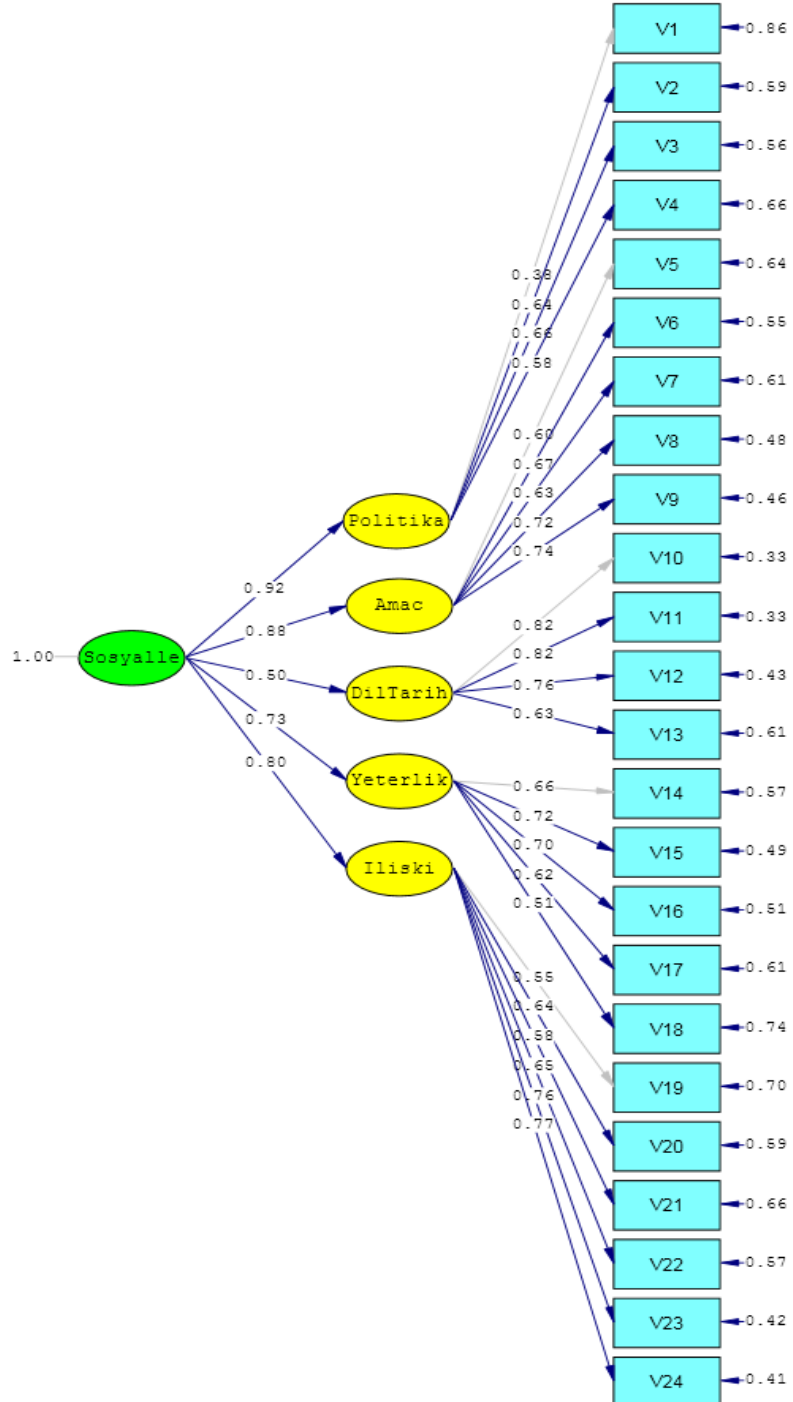 V1 0.86
V2 0.59
V3 0.56
V4 0.66
0.38
V5 0.64
0.64
V6 0.55
0.66
0.58
V7 0.61
0.60
V8 0.48
0.67
0.63
V9 0.46
Politika
0.72
0.74
V10 0.33
0.92
Amac
V11 0.33
0.82
0.88
0.82
1.00 Sosyalle
V12 0.43
0.50
DilTarih
0.76
0.63
V13 0.61
0.73
0.80
Yeterlik
0.66
V14 0.57
0.72
0.70
V15 0.49
Iliski
0.62
0.51
V16 0.51
V17 0.61
0.55
0.64
V18 0.74
0.58
0.65
V19 0.70
0.76
0.77
V20 0.59
V21 0.66
V22 0.57
V23 0.42
V24 0.41